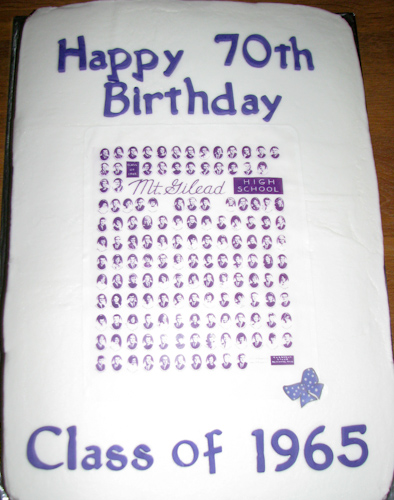 Happy 70th
Birthday
Mt. Gilead HIGH SCHOOL
Class of 1965